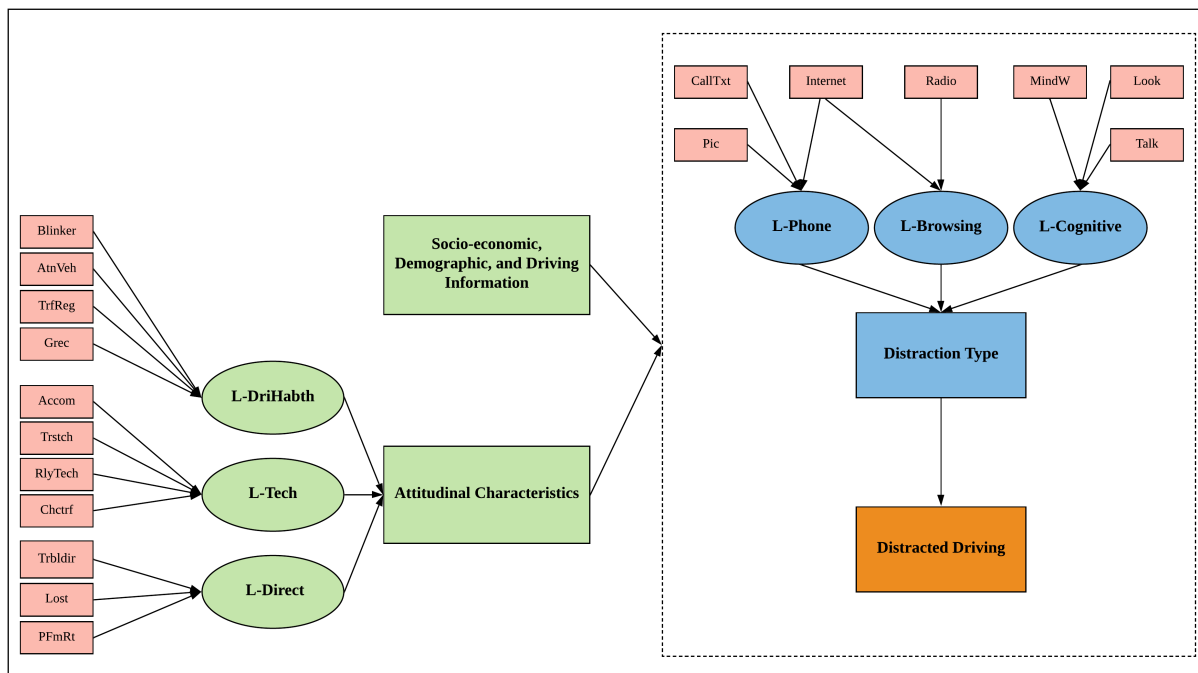 CallTxt
Internet
Radio
MindW
Look
Pic
Talk
L-Phone
L-Browsing
L-Cognitive
Distraction Type
Distracted Driving
Socio-economic,
Demographic, and Driving
Information
Attitudinal Characteristics
Blinker
AtnVeh
TrfReg
Grec
L-DriHabth
Accom
Trstch
RlyTech
Chctrf
L-Tech
Trbldir
Lost
PFmRt
L-Direct